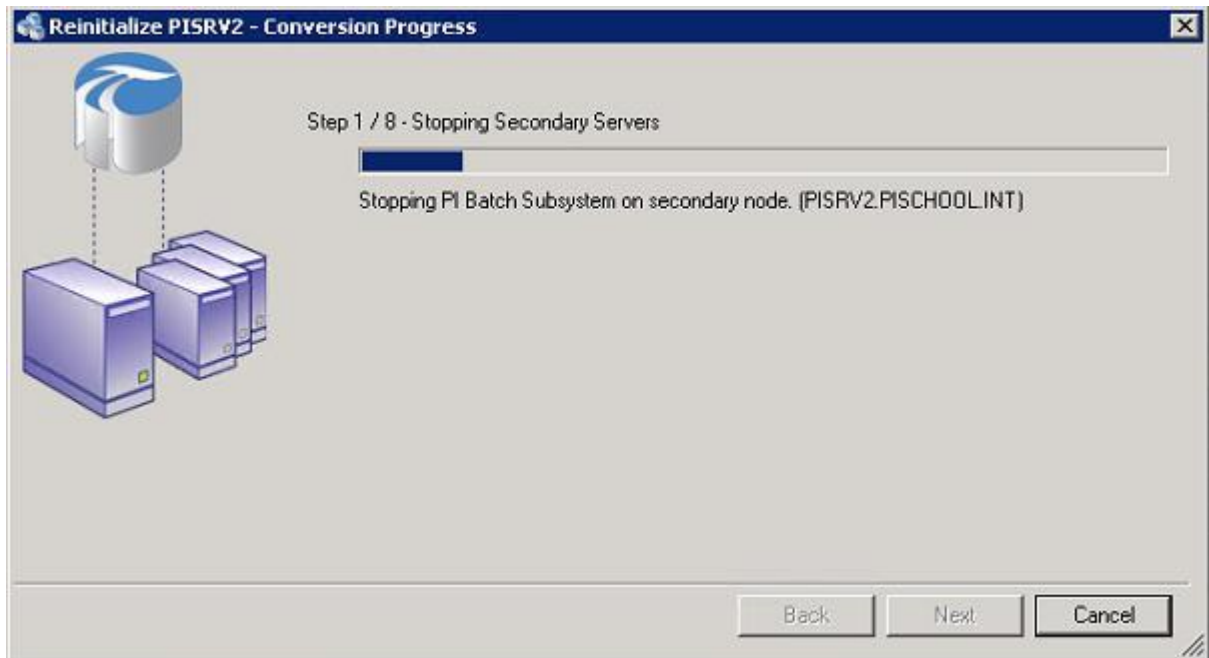 Reinitialize PISRV2 - Conversion Progress
Step 1 / 8 - Stopping Secondary Servers
Stopping PI Batch Subsystem on secondary node. (PISRV2.PISCHOOL.INT)
Back Next Cancel